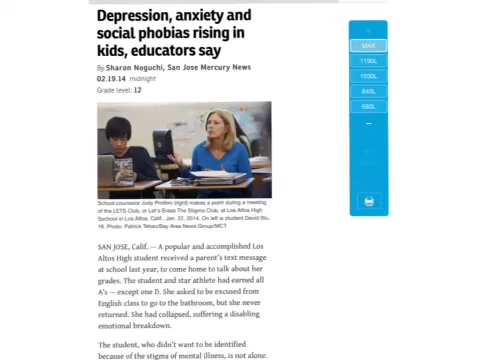 Depression, anxiety and
social phobias rising in
kids, educators say
By Sharon Noguchi, San Jose Mercury News
02.19.14 midnight
Grade level: 12
MAX
1190L
1030L
840L
680L
School counselor Judy Prothro (right) makes a point during a meeting
of the LETS Club, or Let's Erase The Stigma Club, at Los Altos High
School in Los Altos, Calif., Jan. 22, 2014. On left is student David Wu,
16. Photo: Patrick Tehan/Bay Area News Group/MCT
SAN JOSE, Calif. — A popular and accomplished Los
Altos High student received a parent's text message
at school last year, to come home to talk about her
grades. The student and star athlete had earned all
A's — except one D. She asked to be excused from
English class to go to the bathroom, but she never
returned. She had collapsed, suffering a disabling
emotional breakdown.
The student, who didn't want to be identified
because of the stigma of mental illness, is not alone.